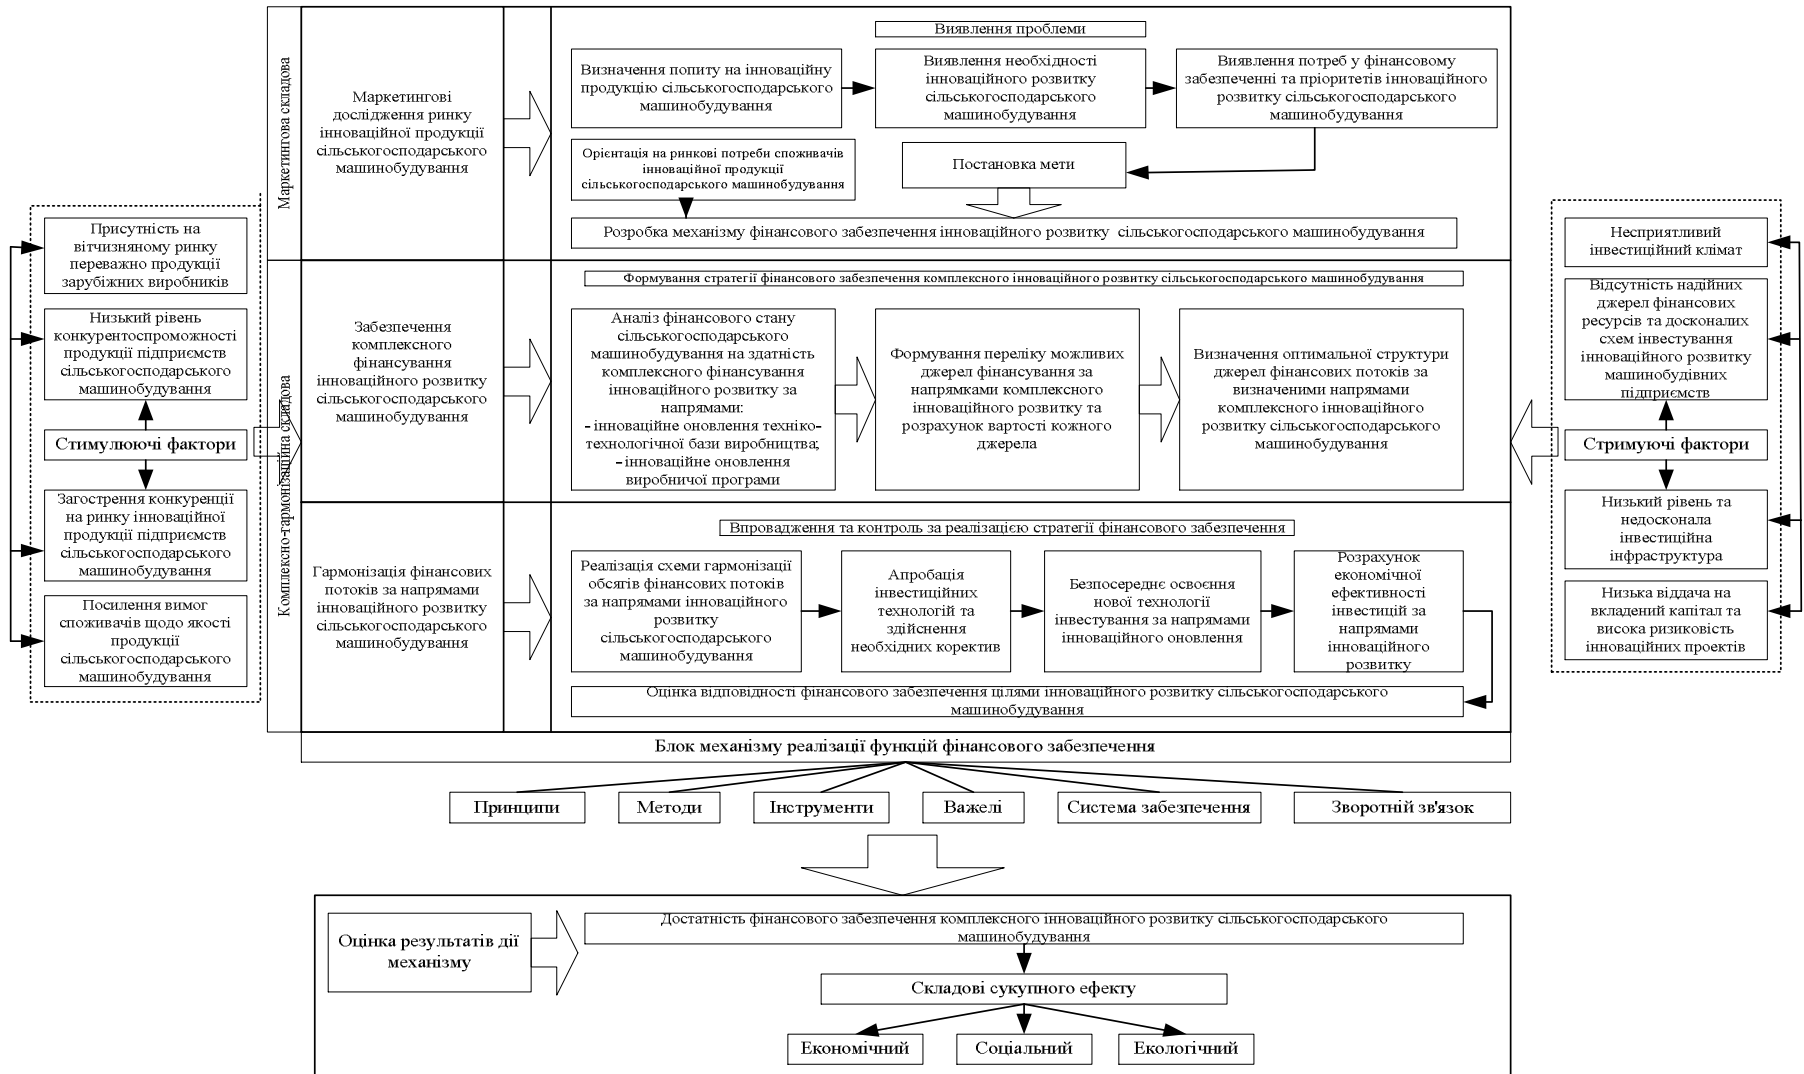 Маркетингова складова
Маркетингові
дослідження ринку
інноваційної продукції
сільськогосподарського
машинобудування
Виявлення проблеми
Визначення попиту на інноваційну
продукцію сільськогосподарського
машинобудування
Виявлення необхідності
інноваційного розвитку
сільськогосподарського
машинобудування
Виявлення потреб у фінансовому
забезпеченні та пріоритетів інноваційного
розвитку сільськогосподарського
машинобудування
Орієнтація на ринкові потреби споживачів
інноваційної продукції
сільськогосподарського машинобудування
Постановка мети
Розробка механізму фінансового забезпечення інноваційного розвитку сільськогосподарського машинобудування
Присутність на
вітчизняному ринку
переважно продукції
зарубіжних виробників
Низький рівень
конкурентоспроможності
продукції підприємств
сільськогосподарського
машинобудування
Стимулюючі фактори
Загострення конкуренції
на ринку інноваційної
продукції підприємств
сільськогосподарського
машинобудування
Посилення вимог
споживачів щодо якості
продукції
сільськогосподарського
машинобудування
Комплексно-гармонізаційна складова
Забезпечення
комплексного
фінансування
інноваційного розвитку
сільськогосподарського
машинобудування
Формування стратегії фінансового забезпечення комплексного інноваційного розвитку сільськогосподарського машинобудування
Аналіз фінансового стану
сільськогосподарського
машинобудування на здатність
комплексного фінансування
інноваційного розвитку за
напрямами:
- інноваційне оновлення техніко-
технологічної бази виробництва;
- інноваційне оновлення
виробничої програми
Формування переліку можливих
джерел фінансування за
напрямками комплексного
інноваційного розвитку та
розрахунок вартості кожного
джерела
Визначення оптимальної структури
джерел фінансових потоків за
визначеними напрямами
комплексного інноваційного
розвитку сільськогосподарського
машинобудування
Гармонізація фінансових
потоків за напрямами
інноваційного розвитку
сільськогосподарського
машинобудування
Впровадження та контроль за реалізацією стратегії фінансового забезпечення
Реалізація схеми гармонізації
обсягів фінансових потоків
за напрямами інноваційного
розвитку
сільськогосподарського
машинобудування
Апробація
інвестиційних
технологій та
здійснення
необхідних коректив
Безпосереднє освоєння
нової технології
інвестування за напрямами
інноваційного оновлення
Розрахунок
економічної
ефективності
інвестицій за
напрямами
інноваційного
розвитку
Оцінка відповідності фінансового забезпечення цілями інноваційного розвитку сільськогосподарського
машинобудування
Несприятливий
інвестиційний клімат
Відсутність надійних
джерел фінансових
ресурсів та досконалих
схем інвестування
інноваційного розвитку
машинобудівних
підприємств
Стримуючі фактори
Низький рівень та
недосконала
інвестиційна
інфраструктура
Низька віддача на
вкладений капітал та
висока ризиковість
інноваційних проектів
Блок механізму реалізації функцій фінансового забезпечення
Принципи
Методи
Інструменти
Важелі
Система забезпечення
Зворотній зв'язок
Оцінка результатів дії
механізму
Достатність фінансового забезпечення комплексного інноваційного розвитку сільськогосподарського
машинобудування
Складові сукупного ефекту
Економічний
Соціальний
Екологічний